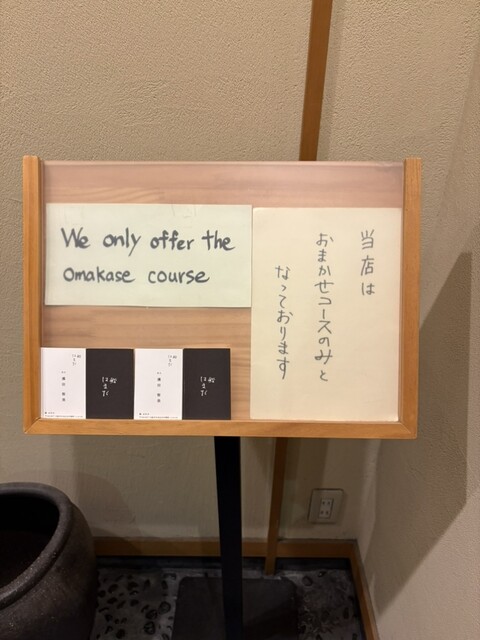 We only offer the
omakase course
当店は
おまかせコースのみと
なっております